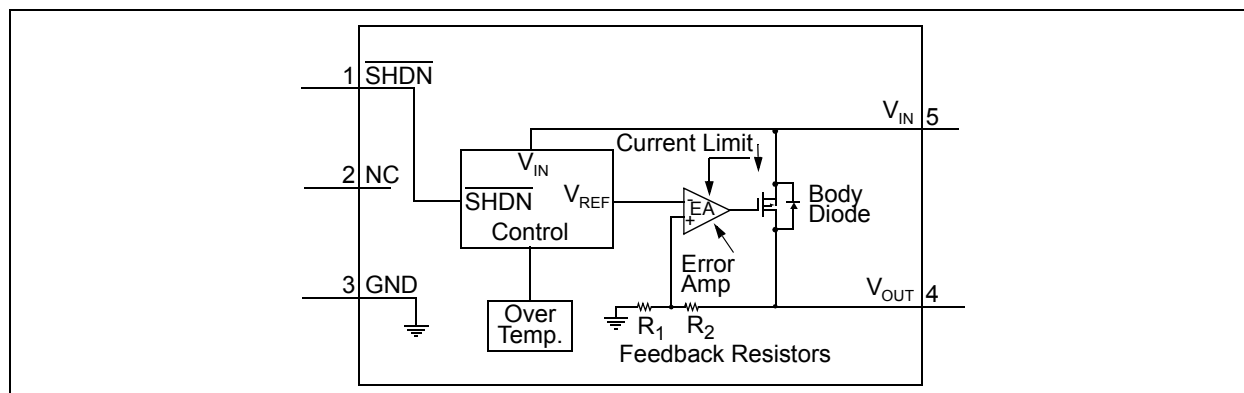 1 SHDN
2 NC
3 GND
V_IN 5
V_OUT 4
V_IN
SHDN
V_REF
Control
Over
Temp.
Current Limit
-
EA
+
Error
Amp
Body
Diode
R_1
R_2
Feedback Resistors